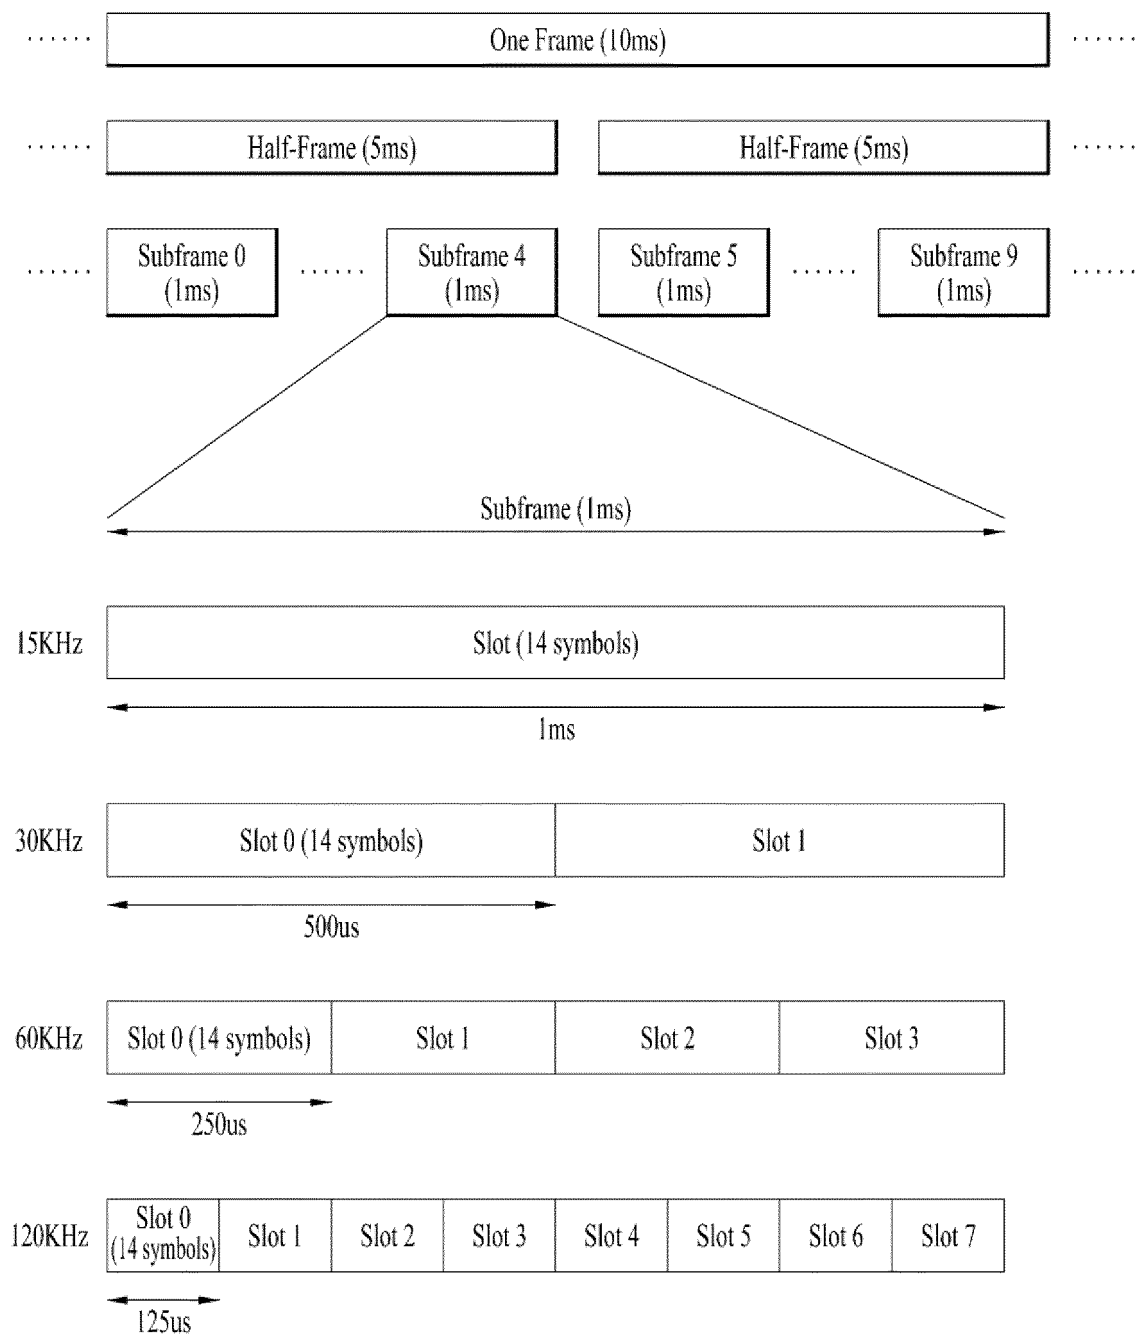 One Frame (10ms)
Half-Frame (5ms) Half-Frame (5ms)
Subframe 0 Subframe 4 Subframe 5 Subframe 9
(1ms) (1ms) (1ms) (1ms)
Subframe (1ms)
15KHz Slot (14 symbols)
1ms
30KHz Slot 0 (14 symbols) Slot 1
500us
60KHz Slot 0 (14 symbols) Slot 1 Slot 2 Slot 3
250us
120KHz Slot 0 Slot 1 Slot 2 Slot 3 Slot 4 Slot 5 Slot 6 Slot 7
(14 symbols)
125us